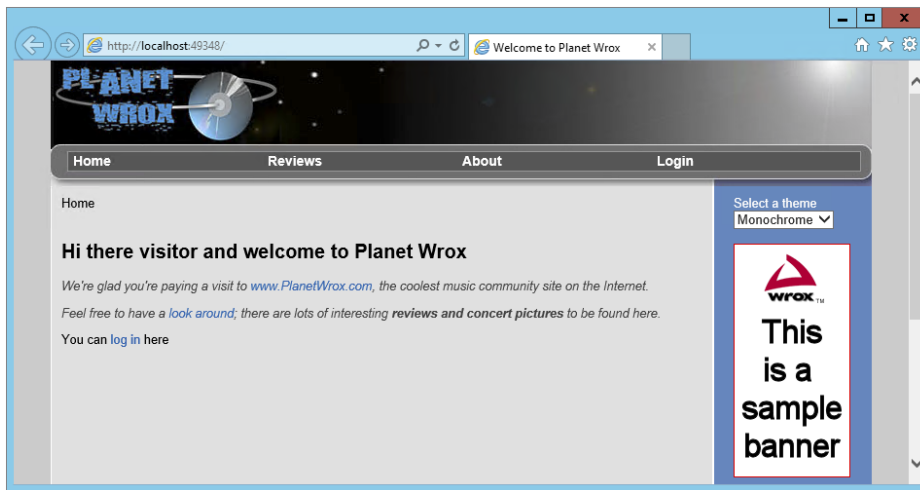 http://localhost:49348/
Welcome to Planet Wrox
PLANET
WROX
Home Reviews About Login
Home
Select a theme
Monochrome
Hi there visitor and welcome to Planet Wrox
We're glad you're paying a visit to www.PlanetWrox.com, the coolest music community site on the Internet.
Feel free to have a look around; there are lots of interesting reviews and concert pictures to be found here.
You can log in here
wrox TM
This
is a
sample
banner